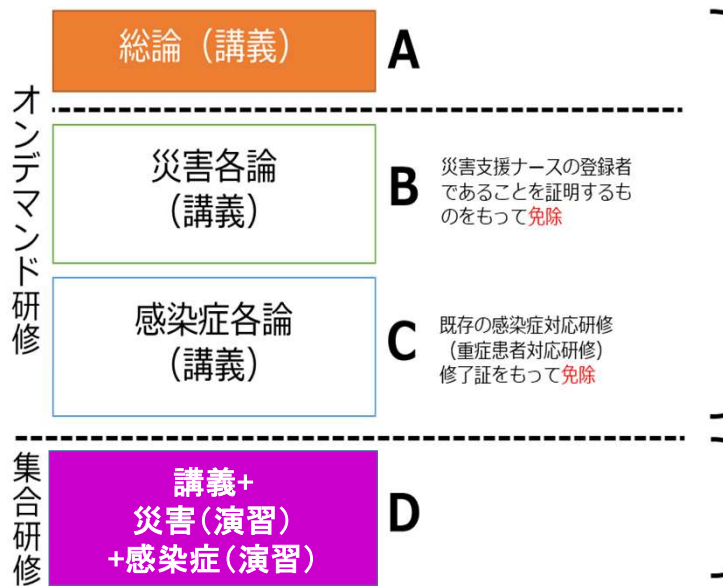 オンデマンド研修
総論（講義）
A
災害各論
（講義）
B
災害支援ナースの登録者
であることを証明するも
のをもって免除
感染症各論
（講義）
C
既存の感染症対応研修
（重症患者対応研修）
修了証をもって免除
集合研修
講義+
災害（演習）
+感染症（演習）
D